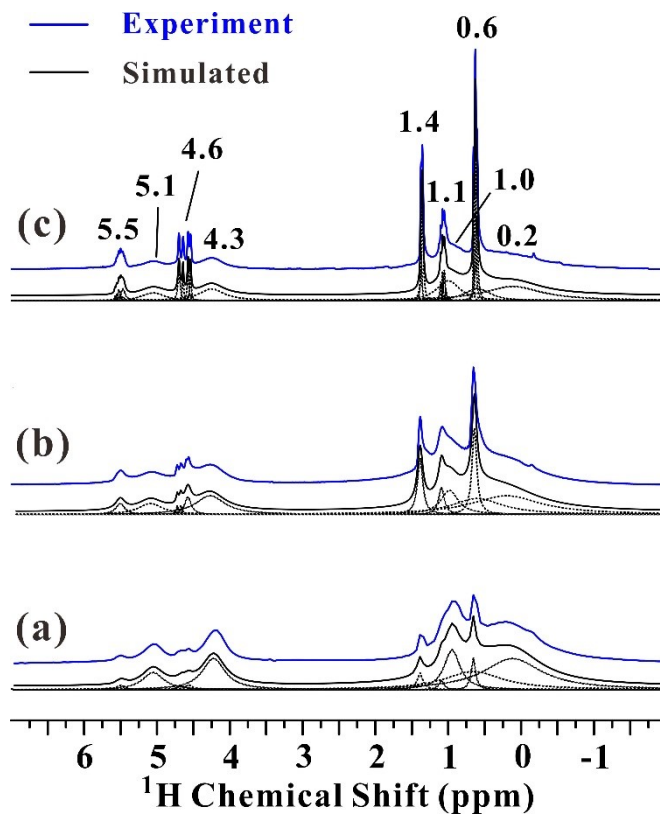 Experiment
Simulated
0.6
1.4
4.6
5.1
1.1
1.0
(c)
5.5
4.3
0.2
(b)
(a)
6 5 4 3 2 1 0 -1
¹H Chemical Shift (ppm)